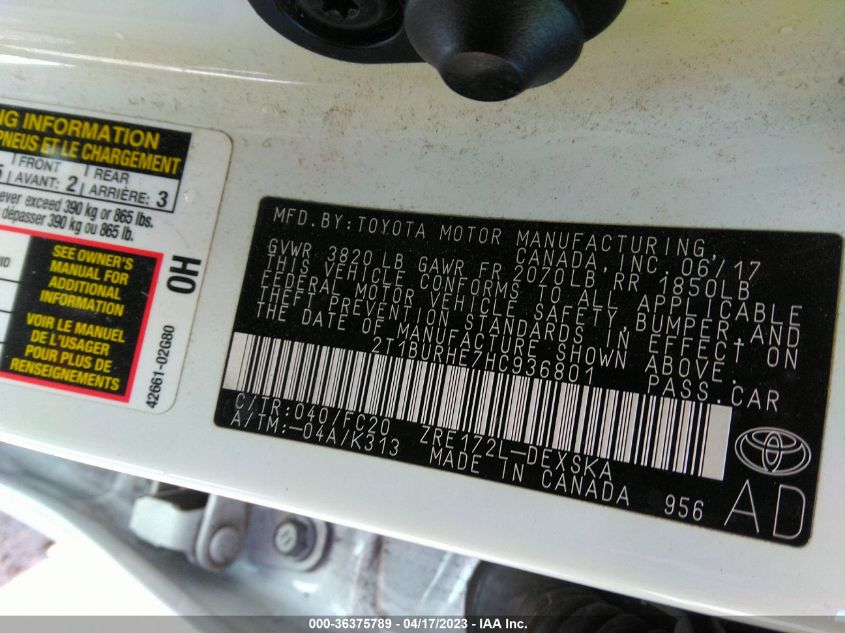 NG INFORMATION
PNEUS ET LE CHARGEMENT
5 FRONT REAR
AVANT: 2 ARRIÈRE: 3
ever exceed 390 kg or 865 lbs.
dépasser 390 kg ou 865 lb.
SEE OWNER'S
MANUAL FOR
ADDITIONAL
INFORMATION
VOIR LE MANUEL
DE L'USAGER
POUR PLUS DE
RENSEIGNEMENTS
OH
42661-02G80
MFD. BY: TOYOTA MOTOR MANUFACTURING,
CANADA, INC. 06/17
GVWR 3820 LB GAWR FR 2070LB RR 1850LB
THIS VEHICLE CONFORMS TO ALL APPLICABLE
FEDERAL MOTOR VEHICLE SAFETY, BUMPER, AND
THEFT PREVENTION STANDARDS IN EFFECT ON
THE DATE OF MANUFACTURE SHOWN ABOVE.
2T1BURHE7HC936801 PASS. CAR
C/TR: 040/FC20 ZRE172L-DEXSKA
A/TM:-04A/K313 MADE IN CANADA 956
AD
000-36375789 - 04/17/2023 - IAA Inc.